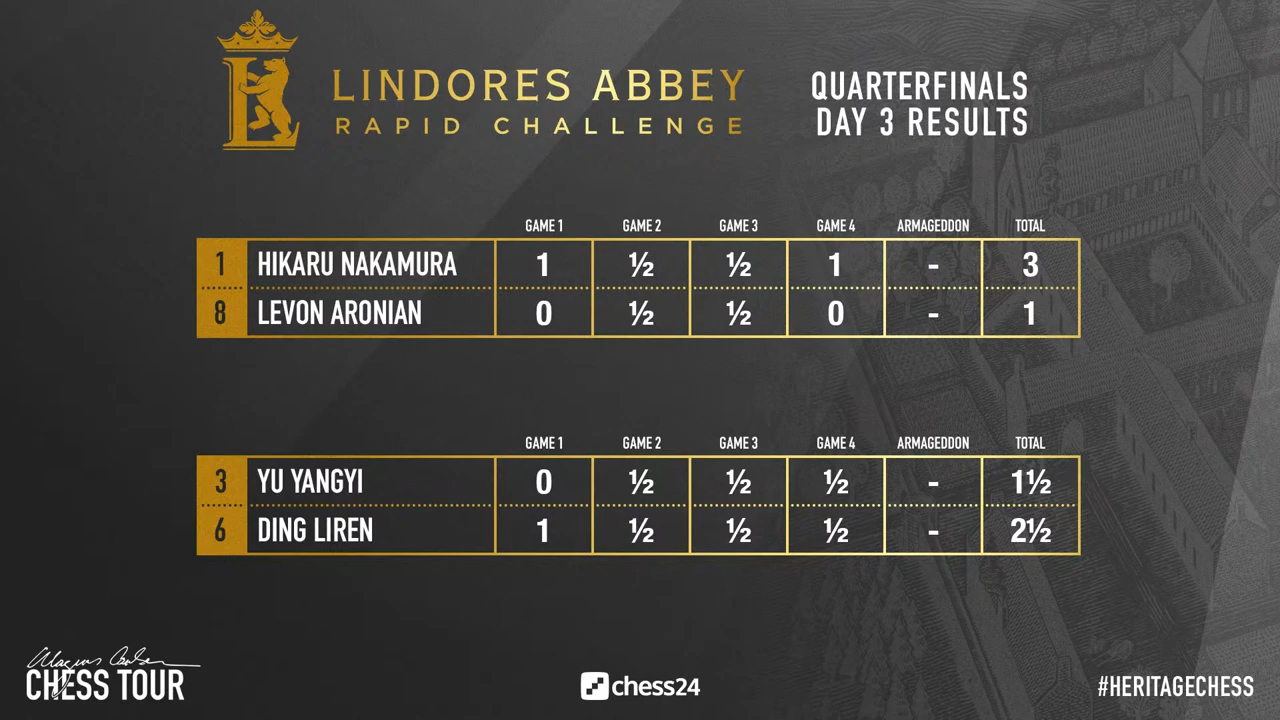 LINDORES ABBEY
RAPID CHALLENGE
QUARTERFINALS
DAY 3 RESULTS
GAME 1 GAME 2 GAME 3 GAME 4 ARMAGEDDON TOTAL
1 HIKARU NAKAMURA 1 ½ ½ 1 - 3
8 LEVON ARONIAN 0 ½ ½ 0 - 1
GAME 1 GAME 2 GAME 3 GAME 4 ARMAGEDDON TOTAL
3 YU YANGYI 0 ½ ½ ½ - 1½
6 DING LIREN 1 ½ ½ ½ - 2½
Magnus Carlsen
CHESS TOUR
chess24
#HERITAGECHESS